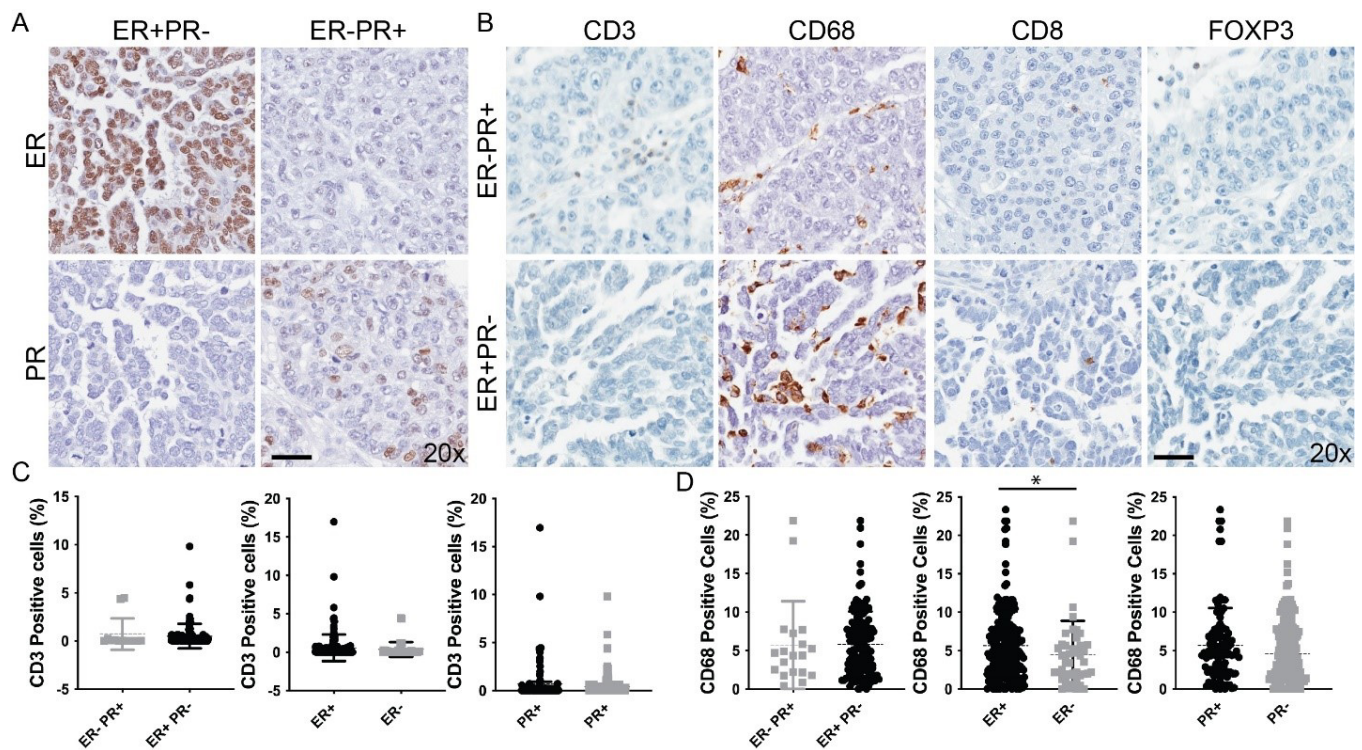 A
ER+PR-
ER-PR+
ER
PR
20x
B
CD3
CD68
CD8
FOXP3
ER-PR+
ER+PR-
20x
C
CD3 Positive cells (%)
15
10
5
0
-5
ER- PR+
ER+ PR-
CD3 Positive cells (%)
20
15
10
5
0
-5
ER+
ER-
CD3 Positive cells (%)
20
15
10
5
0
PR+
PR+
D
CD68 Positive Cells (%)
25
20
15
10
5
0
ER- PR+
ER+ PR-
CD68 Positive Cells (%)
25
20
15
10
5
0
*
ER+
ER-
CD68 Positive Cells (%)
25
20
15
10
5
0
PR+
PR-